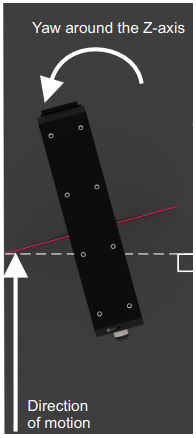 Yaw around the Z-axis
Direction
of motion